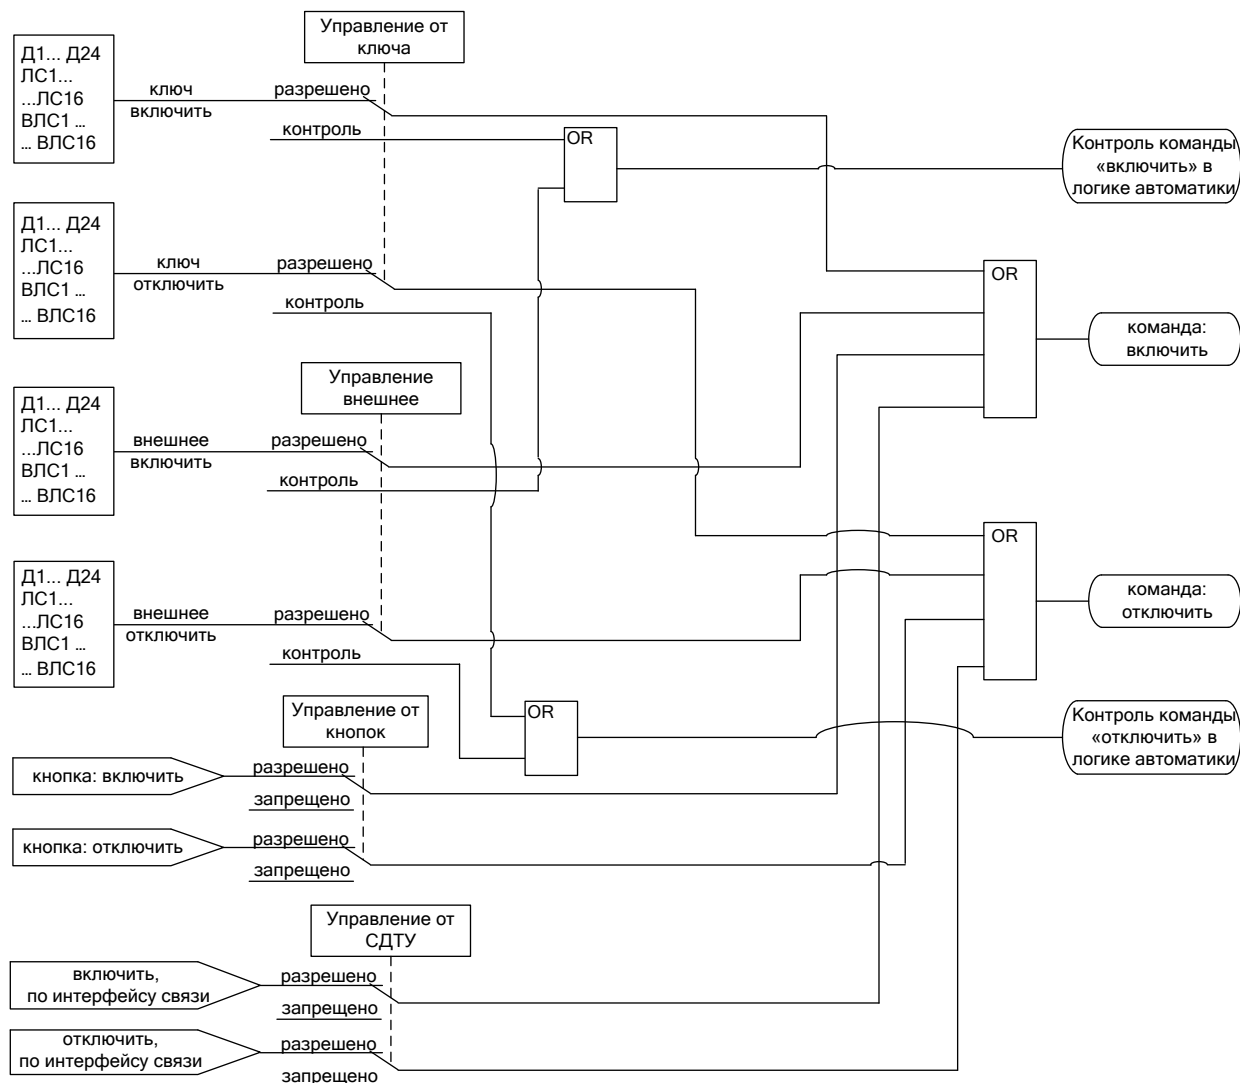 Управление от
ключа
Д1... Д24
ЛС1...
...ЛС16
ВЛС1 ...
... ВЛС16
ключ
включить
разрешено
контроль
OR
Контроль команды
«включить» в
логике автоматики
Д1... Д24
ЛС1...
...ЛС16
ВЛС1 ...
... ВЛС16
ключ
отключить
разрешено
контроль
OR
команда:
включить
Управление
внешнее
Д1... Д24
ЛС1...
...ЛС16
ВЛС1 ...
... ВЛС16
внешнее
включить
разрешено
контроль
OR
команда:
отключить
Д1... Д24
ЛС1...
...ЛС16
ВЛС1 ...
... ВЛС16
внешнее
отключить
разрешено
контроль
OR
Контроль команды
«отключить» в
логике автоматики
Управление от
кнопок
кнопка: включить
разрешено
запрещено
кнопка: отключить
разрешено
запрещено
Управление от
СДТУ
включить,
по интерфейсу связи
разрешено
запрещено
отключить,
по интерфейсу связи
разрешено
запрещено